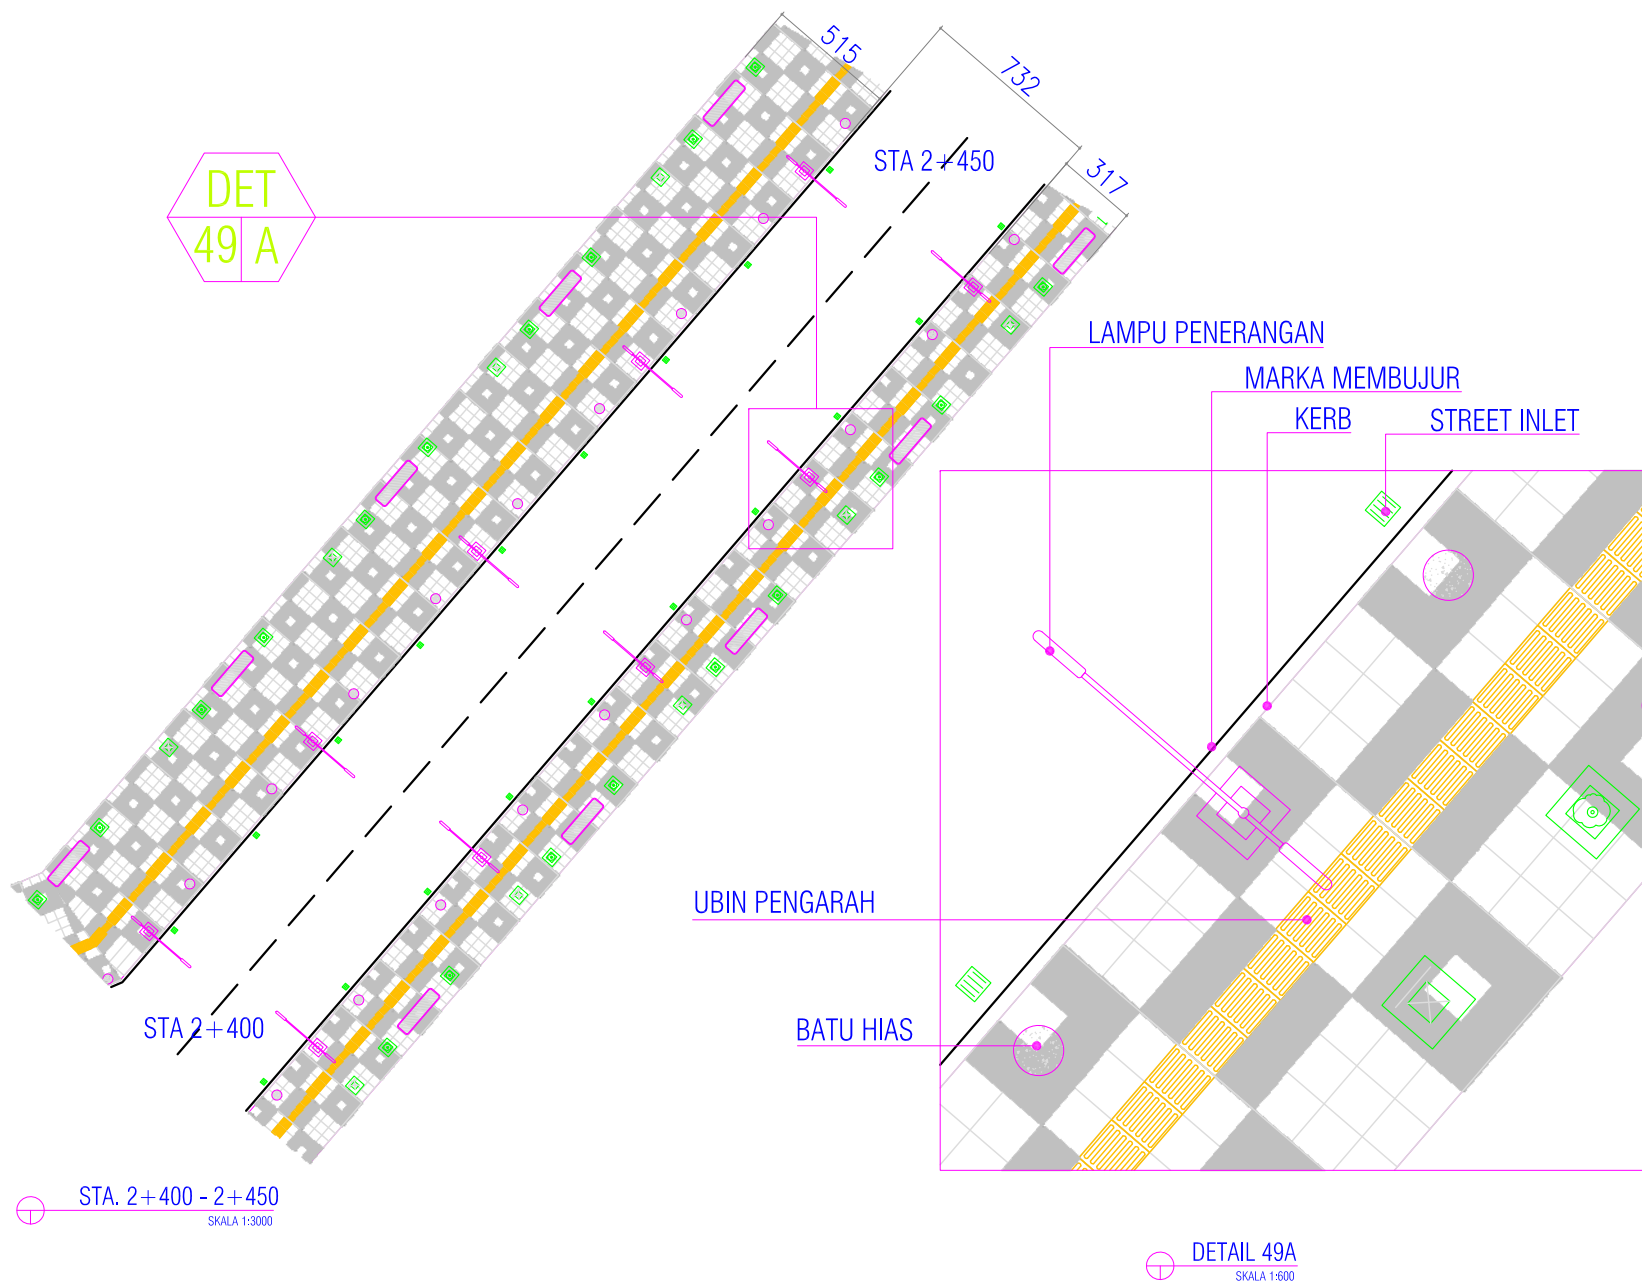 515
732
317
STA 2+450
DET
49 A
LAMPU PENERANGAN
MARKA MEMBUJUR
KERB
STREET INLET
UBIN PENGARAH
BATU HIAS
STA 2+400
STA. 2+400 - 2+450
SKALA 1:3000
DETAIL 49A
SKALA 1:600